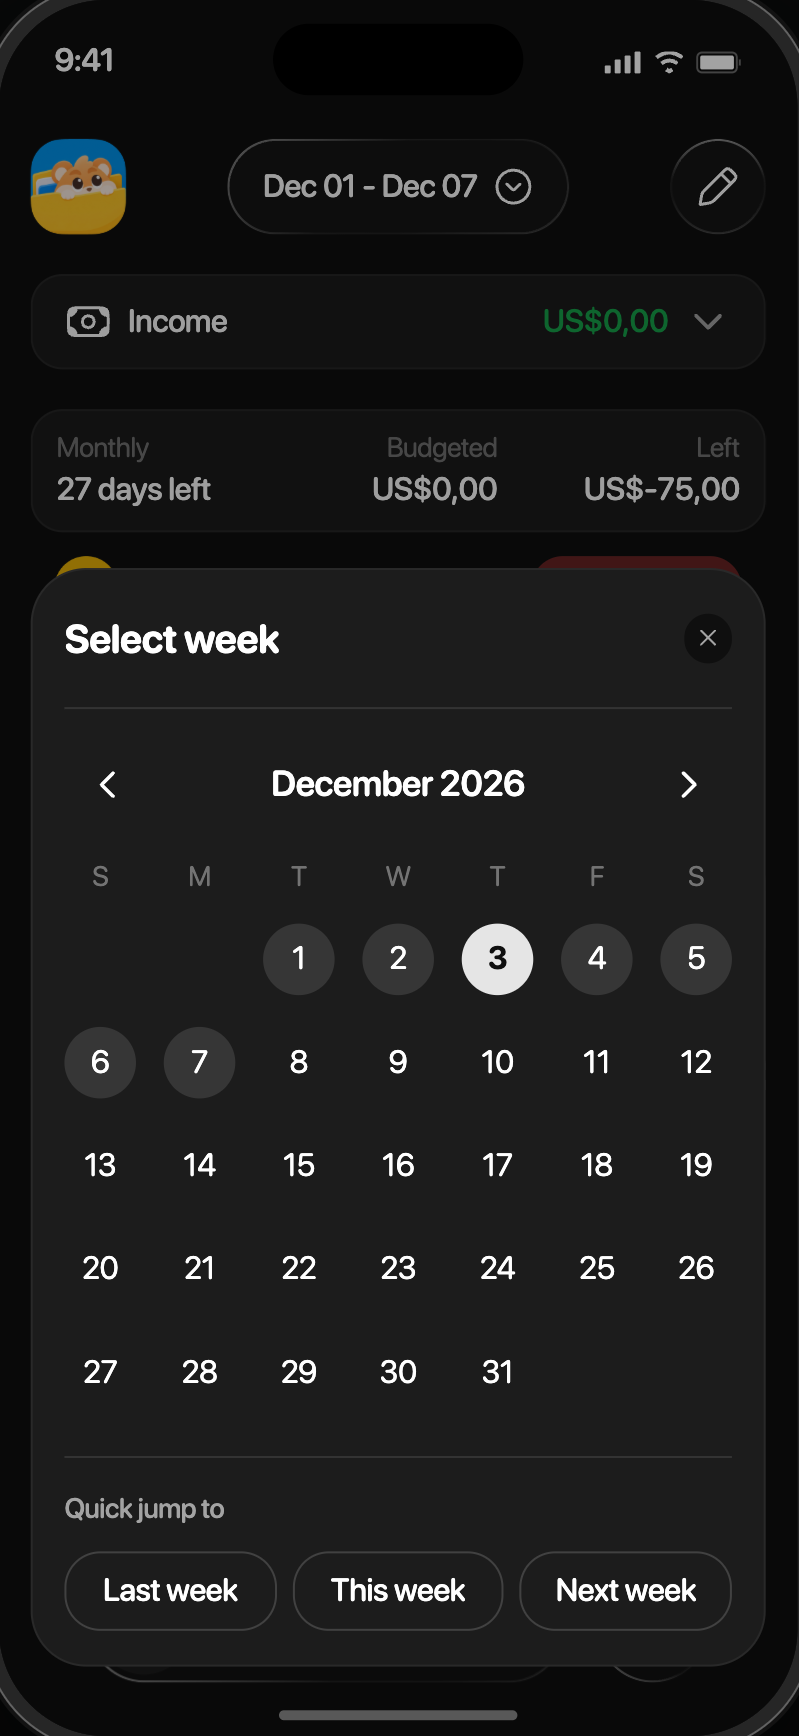 9:41
Dec 01 - Dec 07
Income US$0,00
Monthly Budgeted Left
27 days left US$0,00 US$-75,00
Select week
December 2026
S M T W T F S
1 2 3 4 5
6 7 8 9 10 11 12
13 14 15 16 17 18 19
20 21 22 23 24 25 26
27 28 29 30 31
Quick jump to
Last week This week Next week